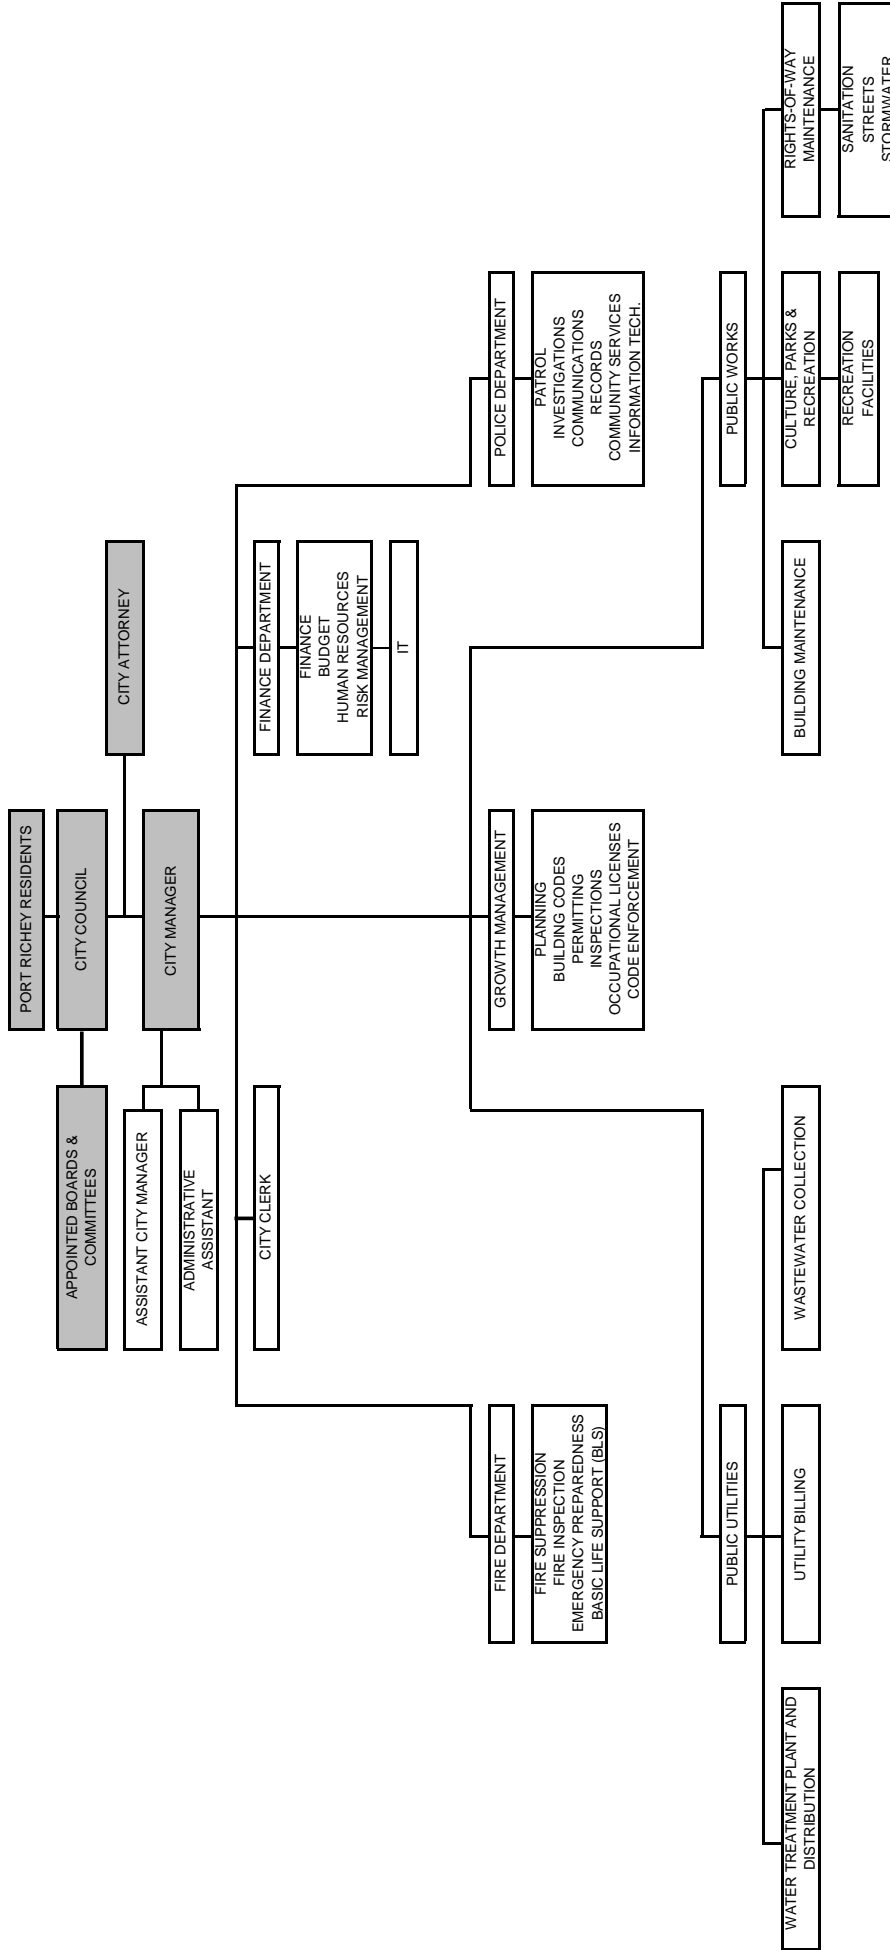 PORT RICHEY RESIDENTS
APPOINTED BOARDS &
COMMITTEES
CITY COUNCIL
CITY ATTORNEY
ASSISTANT CITY MANAGER
CITY MANAGER
ADMINISTRATIVE
ASSISTANT
CITY CLERK
FINANCE DEPARTMENT
FINANCE
BUDGET
HUMAN RESOURCES
RISK MANAGEMENT
IT
FIRE DEPARTMENT
FIRE SUPPRESSION
FIRE INSPECTION
EMERGENCY PREPAREDNESS
BASIC LIFE SUPPORT (BLS)
GROWTH MANAGEMENT
PLANNING
BUILDING CODES
PERMITTING
INSPECTIONS
OCCUPATIONAL LICENSES
CODE ENFORCEMENT
POLICE DEPARTMENT
PATROL
INVESTIGATIONS
COMMUNICATIONS
RECORDS
COMMUNITY SERVICES
INFORMATION TECH.
PUBLIC UTILITIES
WATER TREATMENT PLANT AND
DISTRIBUTION
UTILITY BILLING
WASTEWATER COLLECTION
PUBLIC WORKS
BUILDING MAINTENANCE
CULTURE, PARKS &
RECREATION
RECREATION
FACILITIES
RIGHTS-OF-WAY
MAINTENANCE
SANITATION
STREETS
STORMWATER